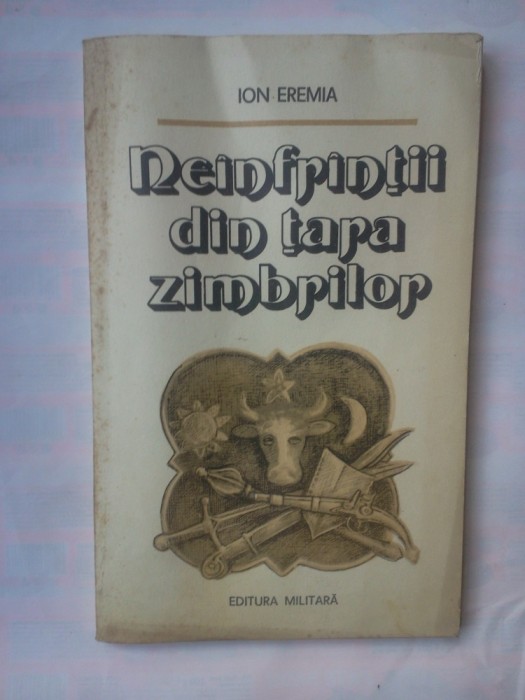 ION EREMIA
Neînfrînţii
din ţara
zimbrilor
EDITURA MILITARĂ